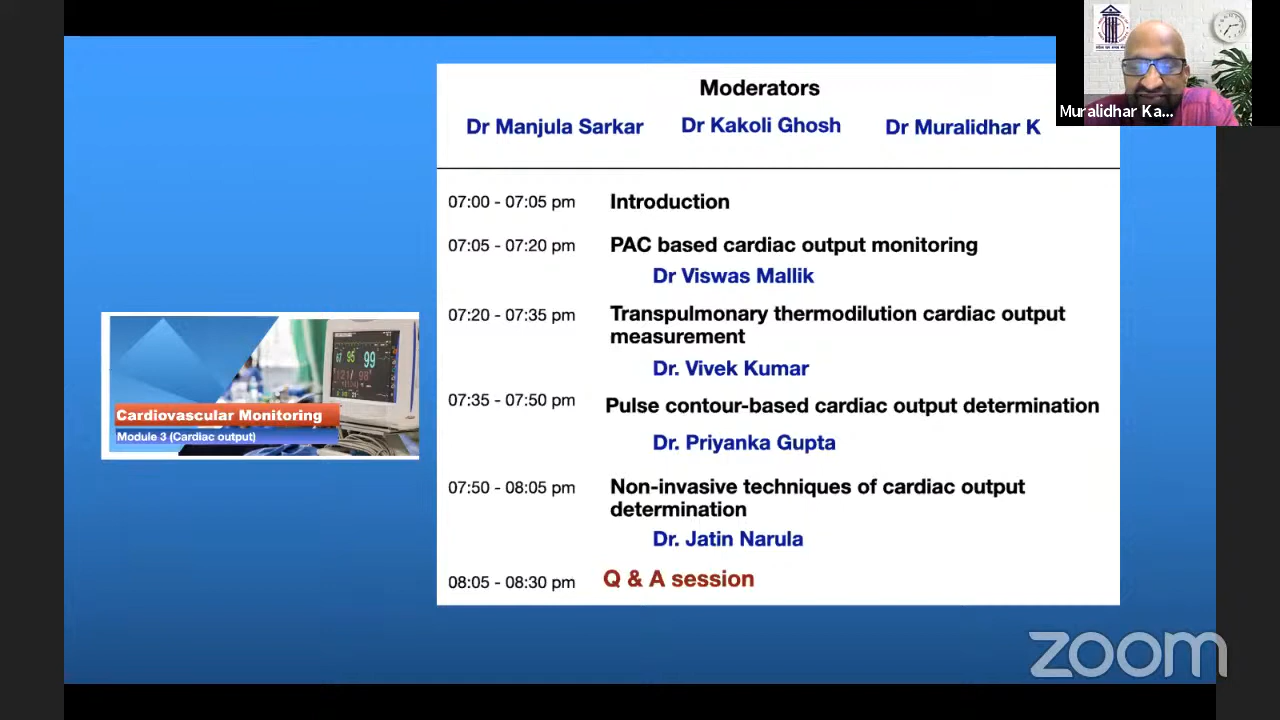 Moderators
Dr Manjula Sarkar Dr Kakoli Ghosh Dr Muralidhar K
Muralidhar Ka...
07:00 - 07:05 pm Introduction
07:05 - 07:20 pm PAC based cardiac output monitoring
Dr Viswas Mallik
07:20 - 07:35 pm Transpulmonary thermodilution cardiac output
measurement
Dr. Vivek Kumar
07:35 - 07:50 pm Pulse contour-based cardiac output determination
Dr. Priyanka Gupta
07:50 - 08:05 pm Non-invasive techniques of cardiac output
determination
Dr. Jatin Narula
08:05 - 08:30 pm Q & A session
95 99
Cardiovascular Monitoring
Module 3 (Cardiac output)
zoom